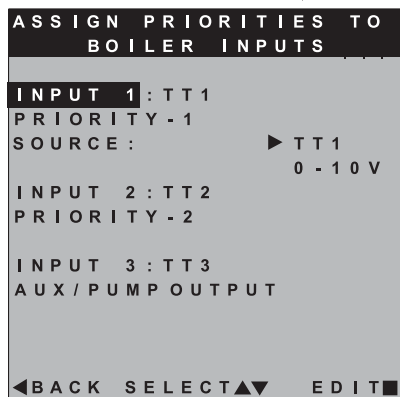 ASSIGN PRIORITIES TO
BOILER INPUTS
INPUT 1:TT1
PRIORITY-1
SOURCE: ▶TT1
0-10V
INPUT 2:TT2
PRIORITY-2
INPUT 3:TT3
AUX/PUMP OUTPUT
◀BACK SELECT▲▼ EDIT■